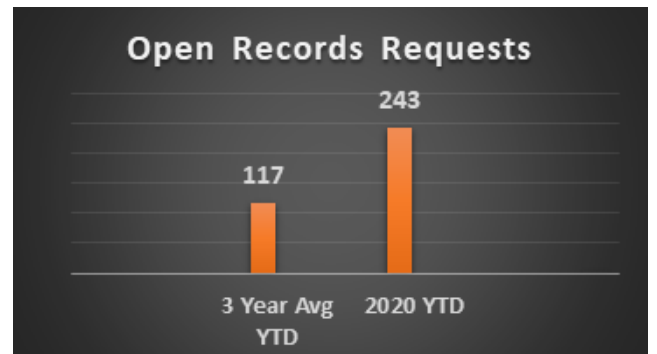 Open Records Requests
243
117
3 Year Avg
YTD
2020 YTD